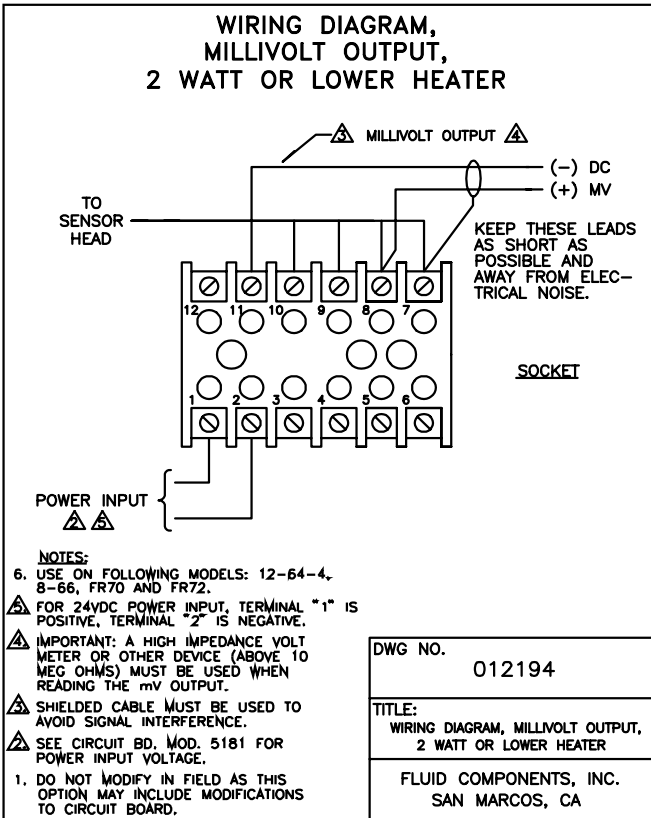 WIRING DIAGRAM,
MILLIVOLT OUTPUT,
2 WATT OR LOWER HEATER
3 MILLIVOLT OUTPUT 4
(-) DC
(+) MV
TO
SENSOR
HEAD
KEEP THESE LEADS
AS SHORT AS
POSSIBLE AND
AWAY FROM ELEC-
TRICAL NOISE.
12 11 10 9 8 7
SOCKET
1 2 3 4 5 6
POWER INPUT
2 5
NOTES:
6. USE ON FOLLOWING MODELS: 12-64-4,
8-66, FR70 AND FR72.
5. FOR 24VDC POWER INPUT, TERMINAL "1" IS
POSITIVE, TERMINAL "2" IS NEGATIVE.
4. IMPORTANT: A HIGH IMPEDANCE VOLT
METER OR OTHER DEVICE (ABOVE 10
MEG OHMS) MUST BE USED WHEN
READING THE mV OUTPUT.
3. SHIELDED CABLE MUST BE USED TO
AVOID SIGNAL INTERFERENCE.
2. SEE CIRCUIT BD. MOD. 5181 FOR
POWER INPUT VOLTAGE.
1. DO NOT MODIFY IN FIELD AS THIS
OPTION MAY INCLUDE MODIFICATIONS
TO CIRCUIT BOARD.
DWG NO.
012194
TITLE:
WIRING DIAGRAM, MILLIVOLT OUTPUT,
2 WATT OR LOWER HEATER
FLUID COMPONENTS, INC.
SAN MARCOS, CA